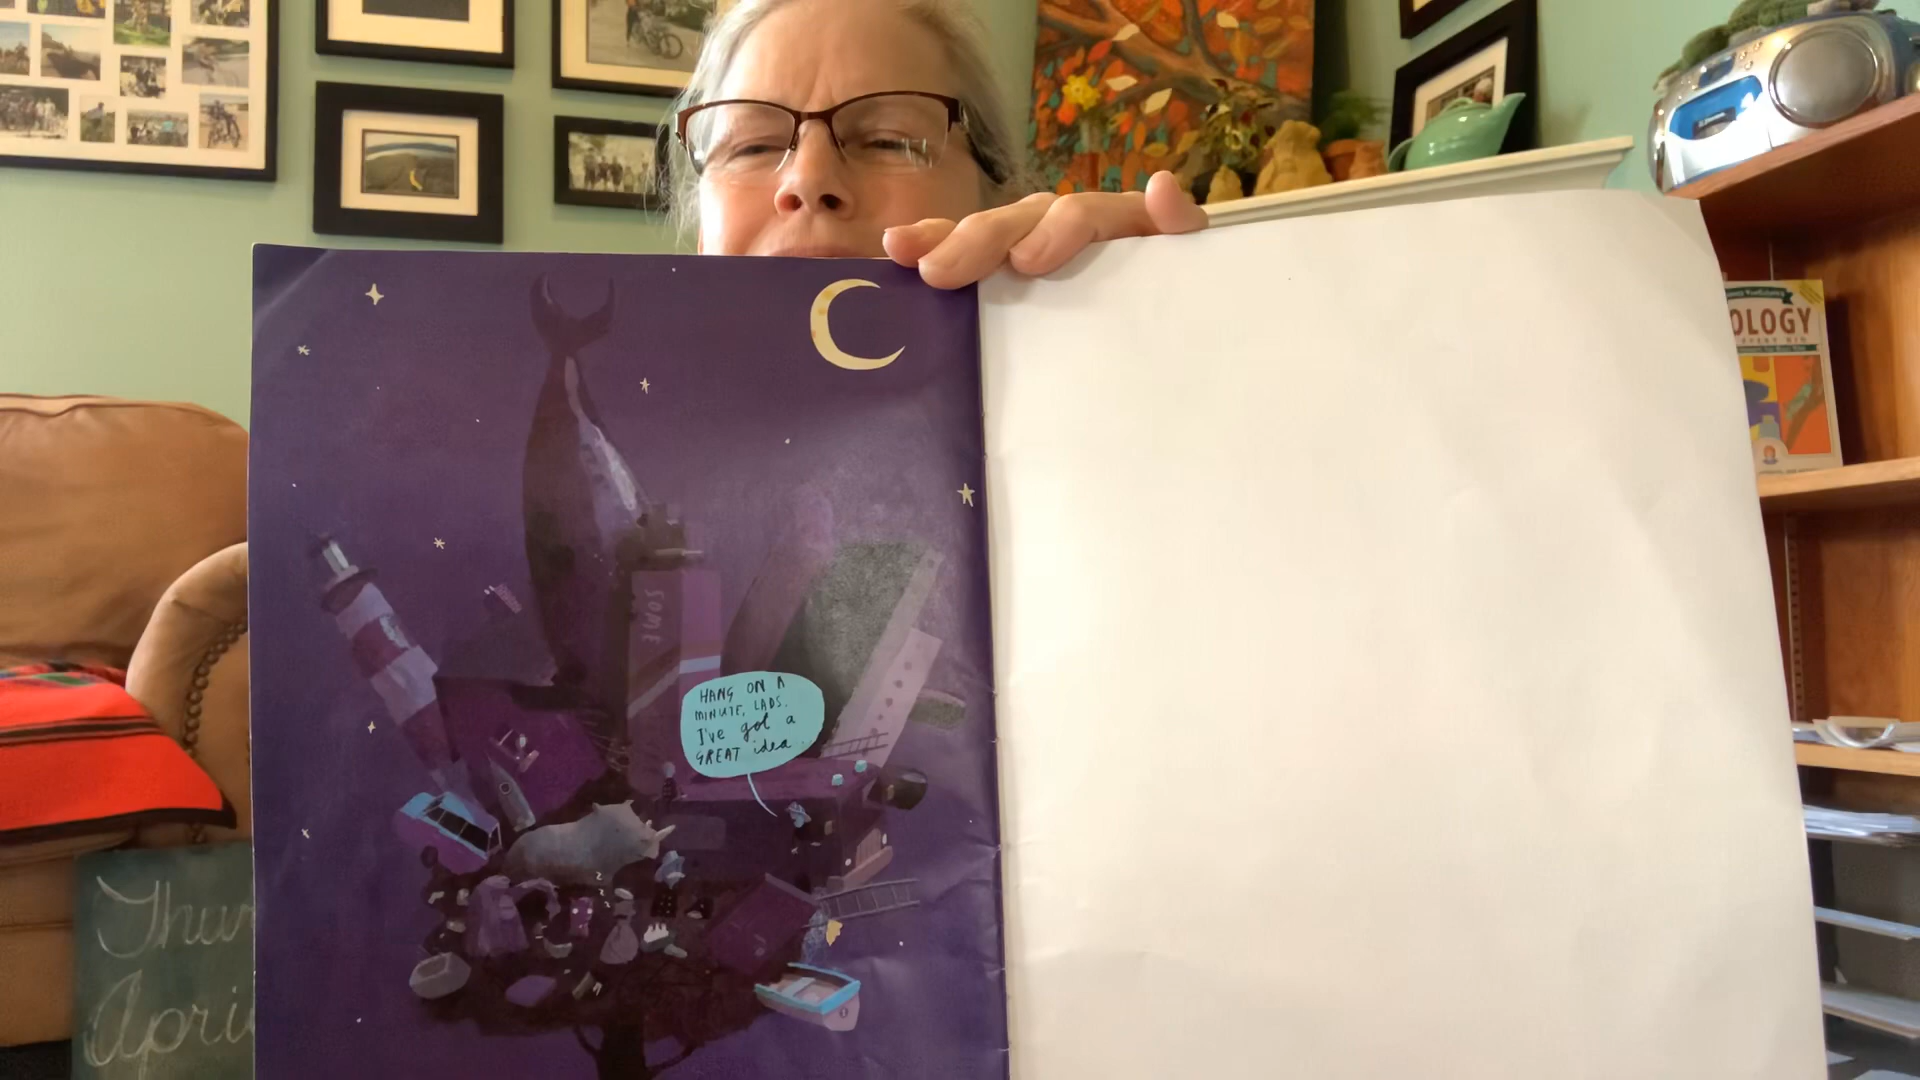 SOME
HANG ON A
MINUTE, LADS.
I've got a
GREAT idea.
OLOGY
Thur
Apri